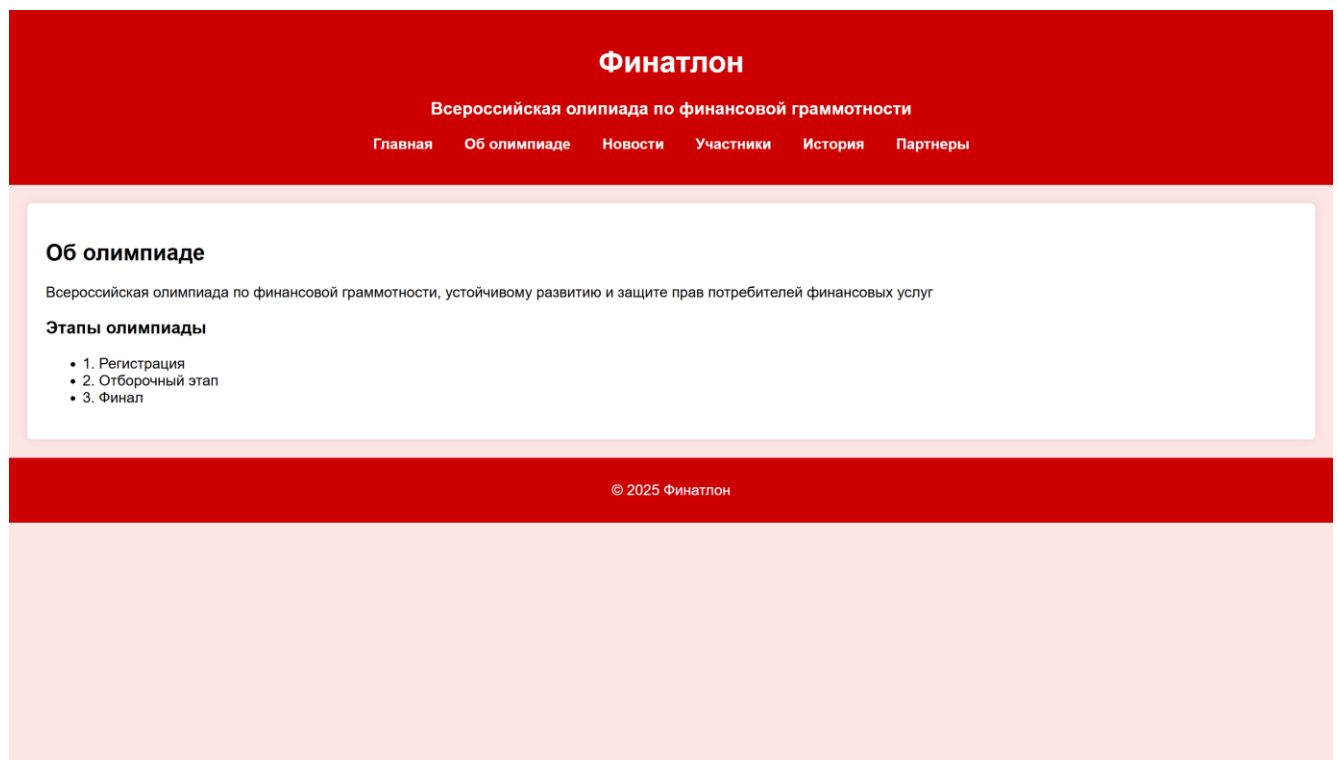 Финатлон
Всероссийская олипиада по финансовой граммотности
Главная Об олимпиаде Новости Участники История Партнеры
Об олимпиаде
Всероссийская олимпиада по финансовой граммотности, устойчивому развитию и защите прав потребителей финансовых услуг
Этапы олимпиады
• 1. Регистрация
• 2. Отборочный этап
• 3. Финал
© 2025 Финатлон